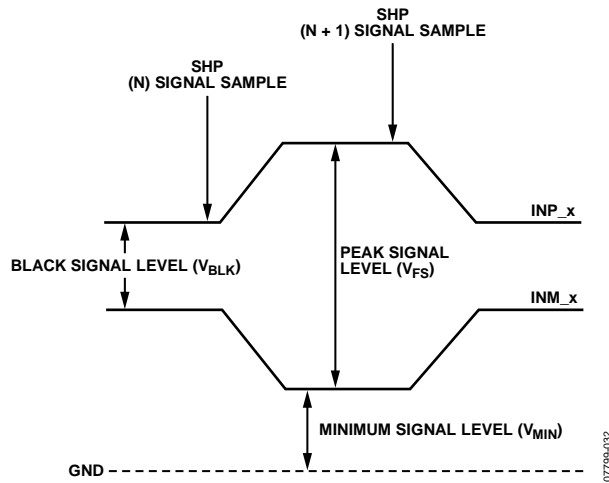 SHP
(N + 1) SIGNAL SAMPLE
SHP
(N) SIGNAL SAMPLE
INP_x
BLACK SIGNAL LEVEL (VBLK)
PEAK SIGNAL
LEVEL (VFS)
INM_x
MINIMUM SIGNAL LEVEL (VMIN)
GND
07799-032